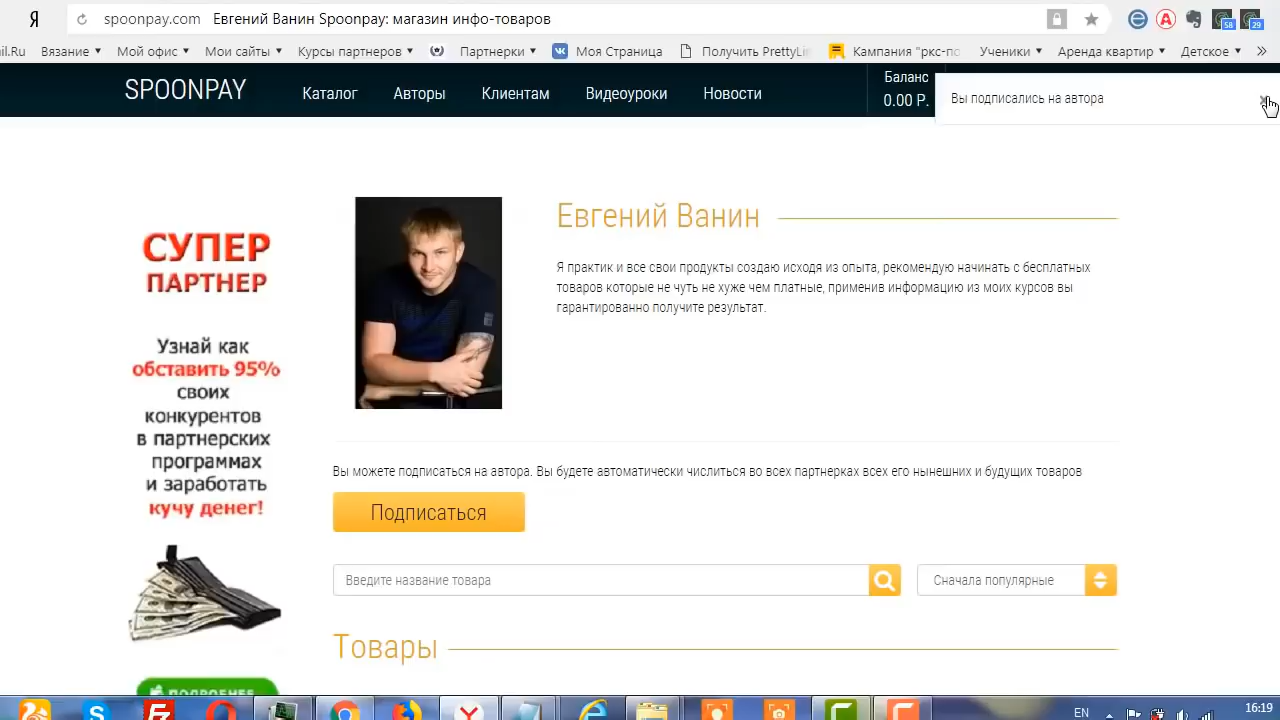 Я
spoonpay.com Евгений Ванин Spoonpay: магазин инфо-товаров
il.Ru Вязание Мой офис Мои сайты Курсы партнеров Партнерки Моя Страница Получить PrettyLi Кампания "ркс-по Ученики Аренда квартир Детское
58
29
SPOONPAY
Каталог Авторы Клиентам Видеоуроки Новости
Баланс
0.00 Р.
Вы подписались на автора
СУПЕР
ПАРТНЕР
Узнай как
обставить 95%
своих
конкурентов
в партнерских
программах
и заработать
кучу денег!
ПОДРОБНЕЕ
Евгений Ванин
Я практик и все свои продукты создаю исходя из опыта, рекомендую начинать с бесплатных
товаров которые не чуть не хуже чем платные, применив информацию из моих курсов вы
гарантированно получите результат.
Вы можете подписаться на автора. Вы будете автоматически числиться во всех партнерках всех его нынешних и будущих товаров
Подписаться
Введите название товара
Сначала популярные
Товары
EN
16:19